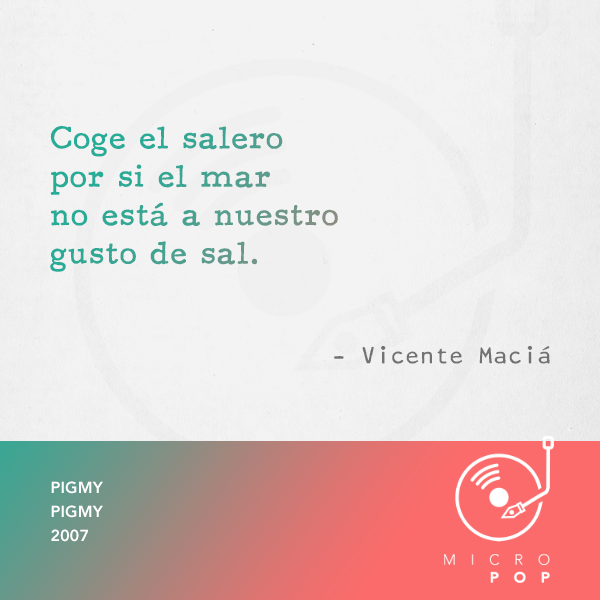 Coge el salero
por si el mar
no está a nuestro
gusto de sal.
– Vicente Maciá
PIGMY
PIGMY
2007
MICRO
POP